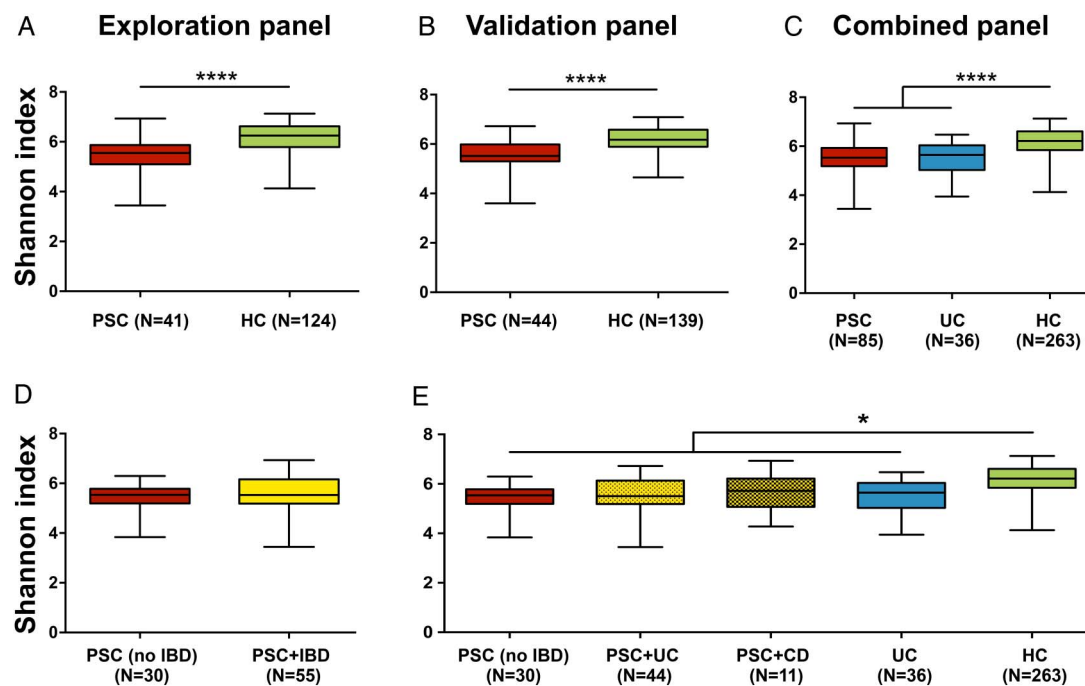 A Exploration panel
B Validation panel
C Combined panel
Shannon index
8
6
4
2
0
****
PSC (N=41) HC (N=124)
8
6
4
2
0
****
PSC (N=44) HC (N=139)
8
6
4
2
0
****
PSC UC HC
(N=85) (N=36) (N=263)
D
Shannon index
8
6
4
2
0
PSC (no IBD) PSC+IBD
(N=30) (N=55)
E
8
6
4
2
0
*
PSC (no IBD) PSC+UC PSC+CD UC HC
(N=30) (N=44) (N=11) (N=36) (N=263)